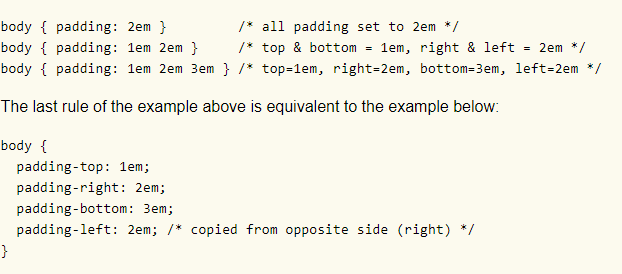 body { padding: 2em }         /* all padding set to 2em */
body { padding: 1em 2em }     /* top & bottom = 1em, right & left = 2em */
body { padding: 1em 2em 3em } /* top=1em, right=2em, bottom=3em, left=2em */
The last rule of the example above is equivalent to the example below:
body {
  padding-top: 1em;
  padding-right: 2em;
  padding-bottom: 3em;
  padding-left: 2em; /* copied from opposite side (right) */
}